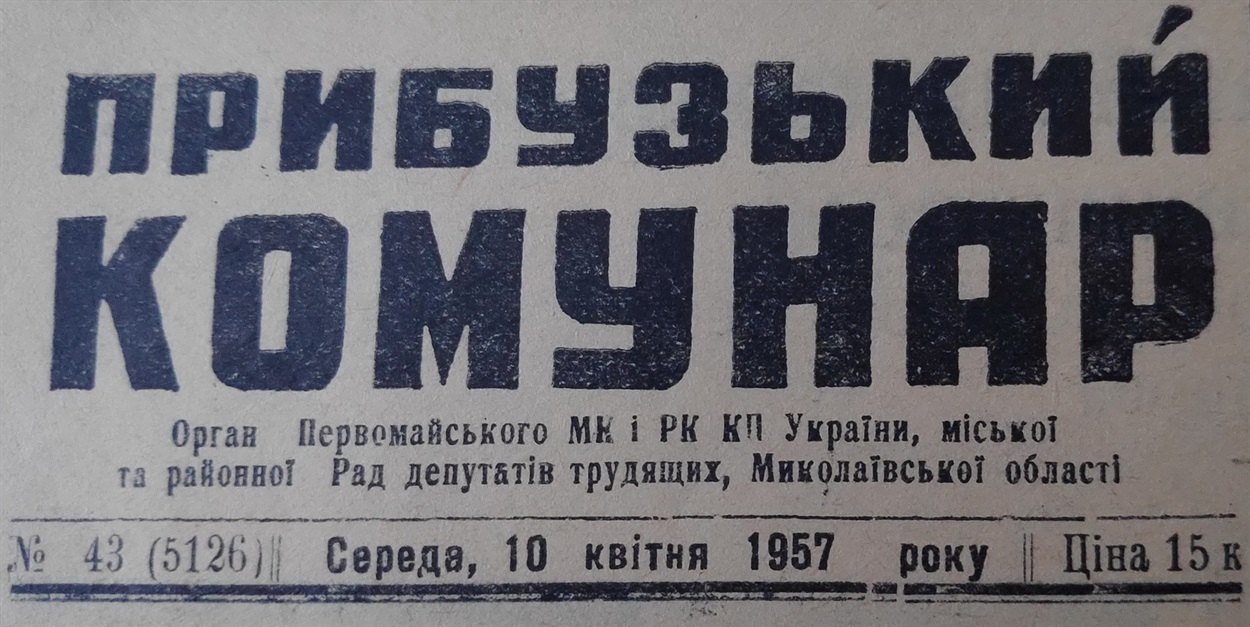 ПРИБУЗЬКИЙ
КОМУНАР
Орган Первомайського МК і РК КП України, міської
та районної Рад депутатів трудящих, Миколаївської області
№ 43 (5126) || Середа, 10 квітня 1957 року || Ціна 15 к